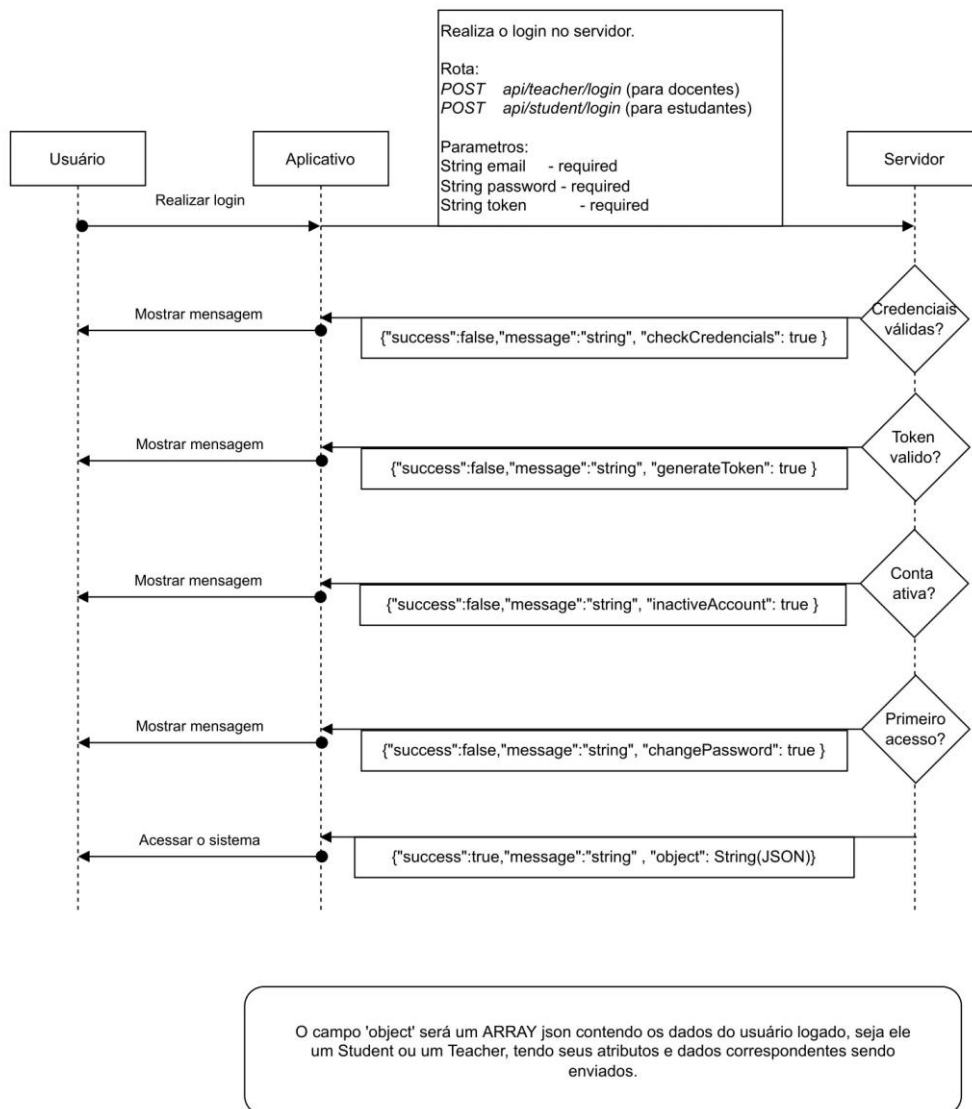 Realiza o login no servidor.
Rota:
POST api/teacher/login (para docentes)
POST api/student/login (para estudantes)
Parametros:
String email - required
String password - required
String token - required
Usuário
Aplicativo
Servidor
Realizar login
Credenciais
válidas?
Mostrar mensagem
{"success":false,"message":"string", "checkCredencials": true }
Token
valido?
Mostrar mensagem
{"success":false,"message":"string", "generateToken": true }
Conta
ativa?
Mostrar mensagem
{"success":false,"message":"string", "inactiveAccount": true }
Primeiro
acesso?
Mostrar mensagem
{"success":false,"message":"string", "changePassword": true }
Acessar o sistema
{"success":true,"message":"string" , "object": String(JSON)}
O campo 'object' será um ARRAY json contendo os dados do usuário logado, seja ele
um Student ou um Teacher, tendo seus atributos e dados correspondentes sendo
enviados.